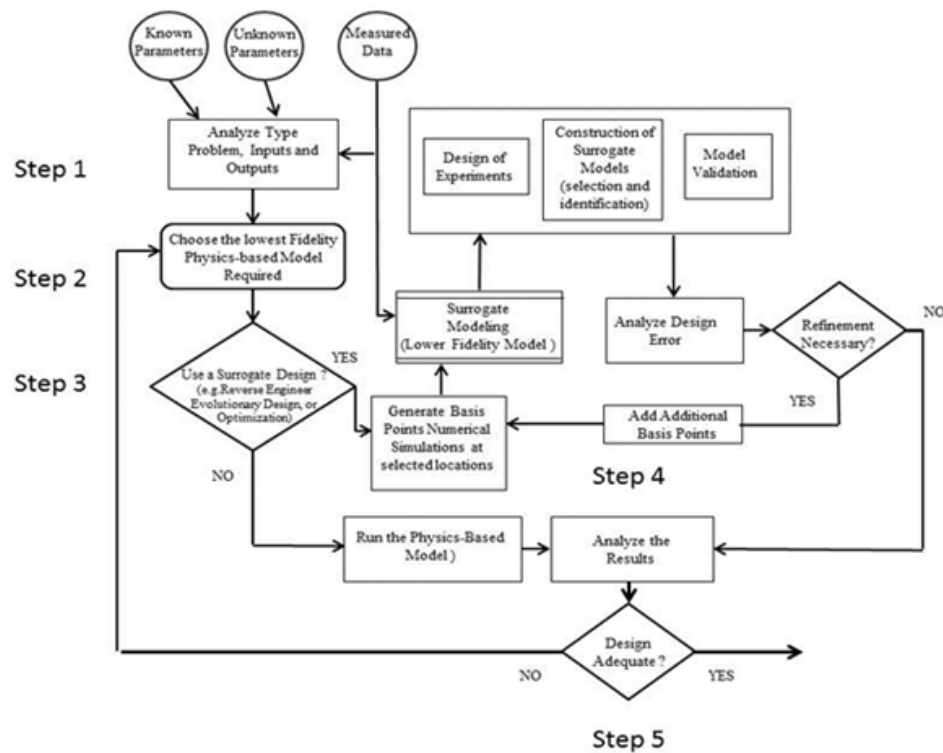 Known
Parameters
Unknown
Parameters
Measured
Data
Step 1
Analyze Type
Problem, Inputs and
Outputs
Design of
Experiments
Construction of
Surrogate
Models
(selection and
identification)
Model
Validation
Step 2
Choose the lowest Fidelity
Physics-based Model
Required
Surrogate
Modeling
(Lower Fidelity Model )
Analyze Design
Error
Refinement
Necessary?
NO
YES
Step 3
Use a Surrogate Design ?
(e.g.Reverse Engineer
Evolutionary Design, or
Optimization)
YES
NO
Generate Basis
Points Numerical
Simulations at
selected locations
Add Additional
Basis Points
Step 4
Run the Physics-Based
Model )
Analyze the
Results
Design
Adequate ?
NO
YES
Step 5